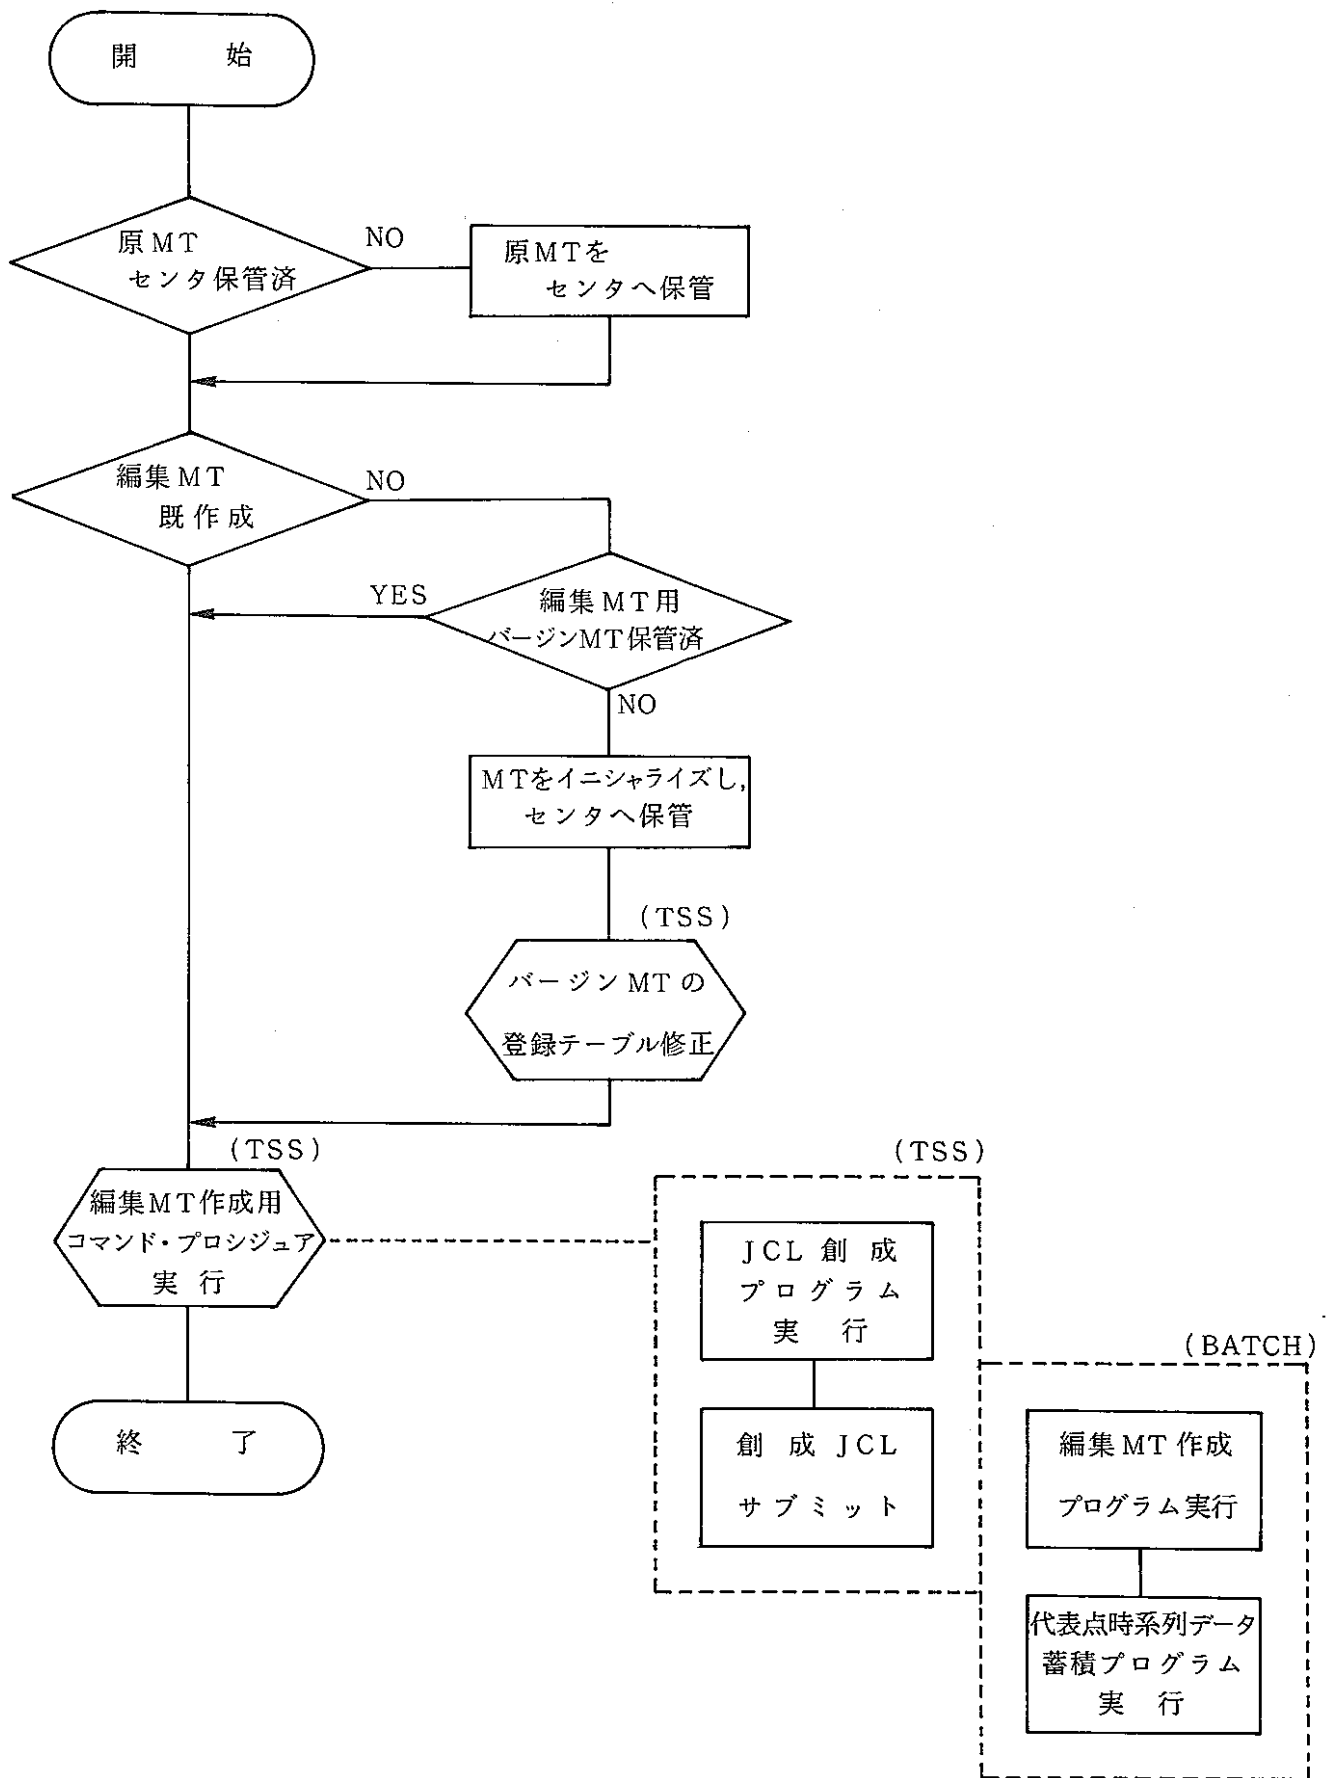 開 始
原MT
センタ保管済
NO
原MTを
センタへ保管
編集MT
既作成
NO
YES
編集MT用
バージンMT保管済
NO
MTをイニシャライズし,
センタへ保管
(TSS)
バージンMTの
登録テーブル修正
(TSS)
編集MT作成用
コマンド・プロシジュア
実行
終 了
(TSS)
JCL創成
プログラム
実 行
創成JCL
サブミット
(BATCH)
編集MT作成
プログラム実行
代表点時系列データ
蓄積プログラム
実 行